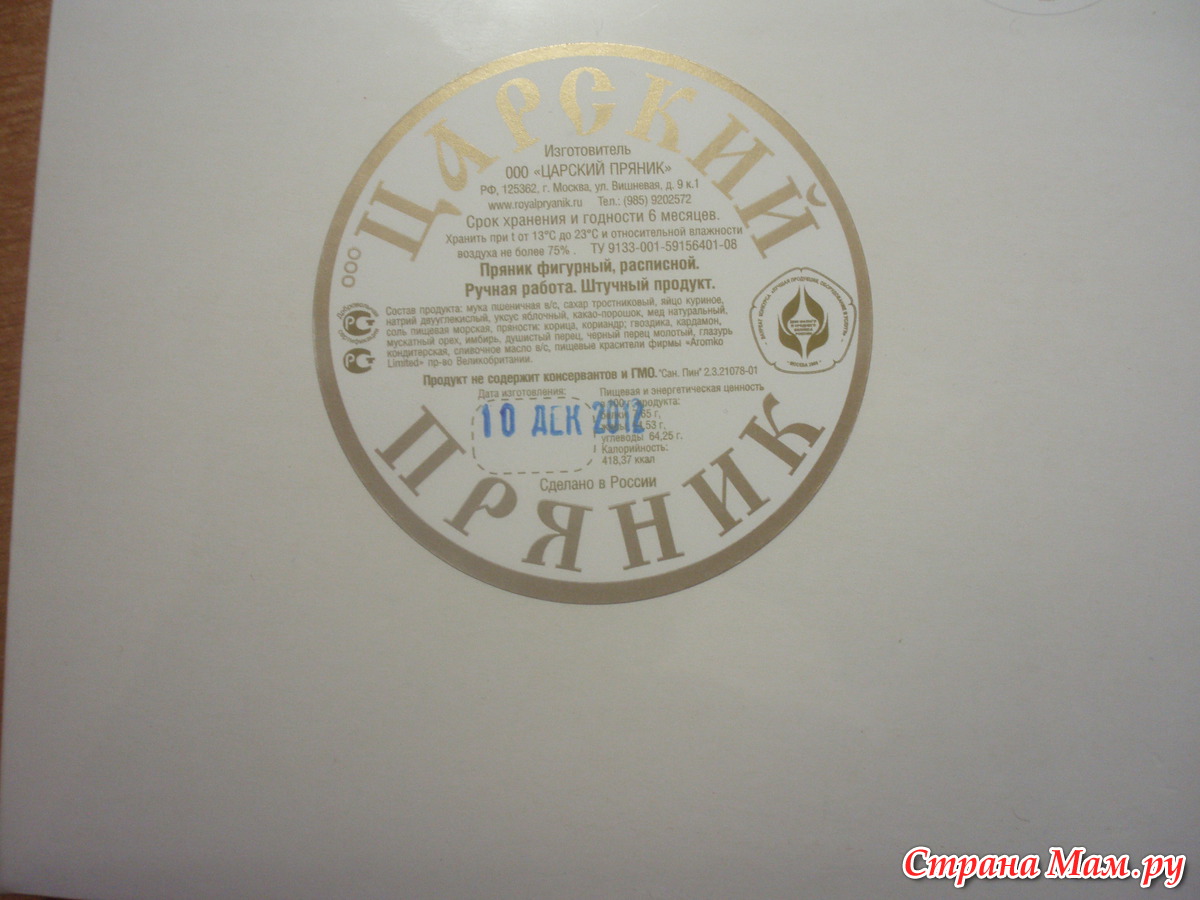 ООО ЦАРСКИЙ
Изготовитель
ООО «ЦАРСКИЙ ПРЯНИК»
РФ, 125362, г. Москва, ул. Вишневая, д. 9 к.1
www.royalpryanik.ru Тел.: (985) 9202572
Срок хранения и годности 6 месяцев.
Хранить при t от 13°С до 23°С и относительной влажности
воздуха не более 75% . ТУ 9133-001-59156401-08
Пряник фигурный, расписной.
Ручная работа. Штучный продукт.
Состав продукта: мука пшеничная в/с, сахар тростниковый, яйцо куриное,
натрий двууглекислый, уксус яблочный, какао-порошок, мед натуральный,
соль пищевая морская, пряности: корица, кориандр; гвоздика, кардамон,
мускатный орех, имбирь, душистый перец, черный перец молотый, глазурь
кондитерская, сливочное масло в/с, пищевые красители фирмы «Aromko
Limited» пр-во Великобритании.
Продукт не содержит консервантов и ГМО. "Сан. Пин" 2.3.21078-01
Дата изготовления:
10 ДЕК 2012
Пищевая и энергетическая ценность
продукта:
углеводы 64,25 г.
Калорийность:
418,37 ккал
Сделано в России
ПРЯНИК
Страна Мам.ру